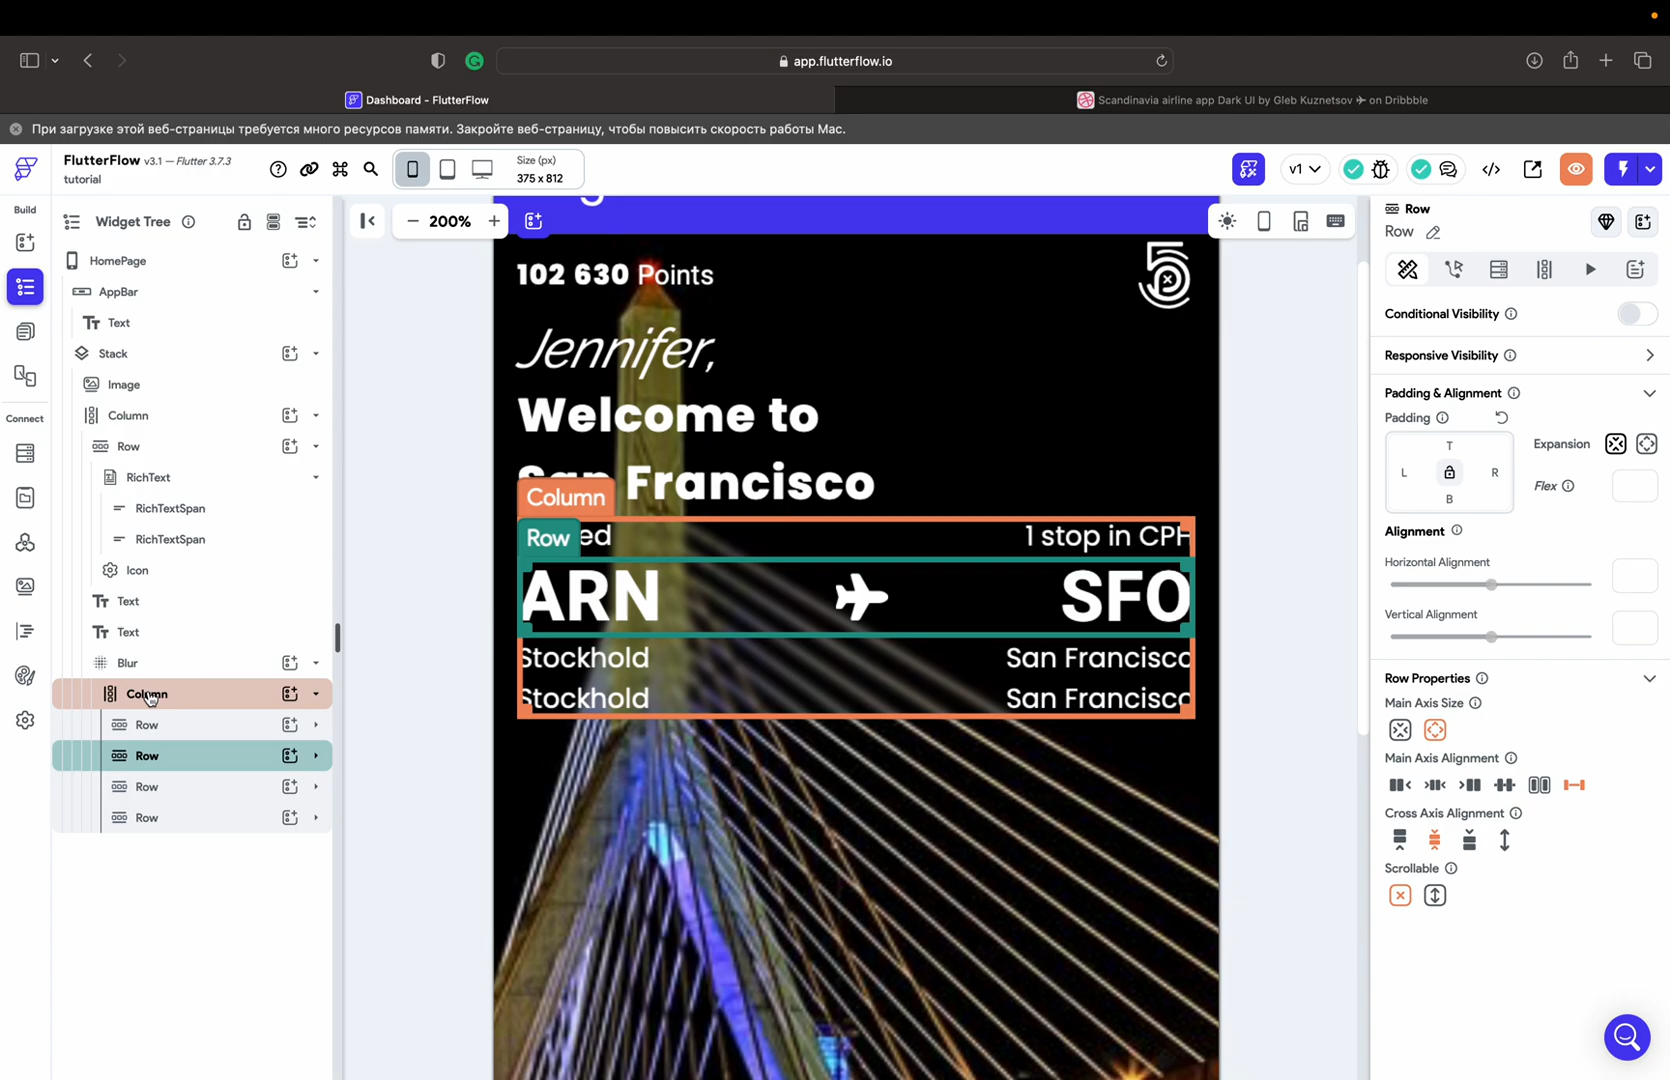 app.flutterflow.io
Dashboard - FlutterFlow
Scandinavia airline app Dark UI by Gleb Kuznetsov ✈ on Dribbble
При загрузке этой веб-страницы требуется много ресурсов памяти. Закройте веб-страницу, чтобы повысить скорость работы Mac.
FlutterFlow v3.1 — Flutter 3.7.3
tutorial
Size (px)
375 x 812
v1
Build
Connect
Widget Tree
HomePage
AppBar
Text
Stack
Image
Column
Row
RichText
RichTextSpan
RichTextSpan
Icon
Text
Text
Blur
Column
Row
Row
Row
Row
200%
102 630 Points
Jennifer,
Welcome to
San Francisco
Column
Row
1 stop in CPH
ARN SFO
Stockhold San Francisco
Stockhold San Francisco
Row
Row
Conditional Visibility
Responsive Visibility
Padding & Alignment
Padding
Expansion
T
L R
B
Flex
Alignment
Horizontal Alignment
Vertical Alignment
Row Properties
Main Axis Size
Main Axis Alignment
Cross Axis Alignment
Scrollable